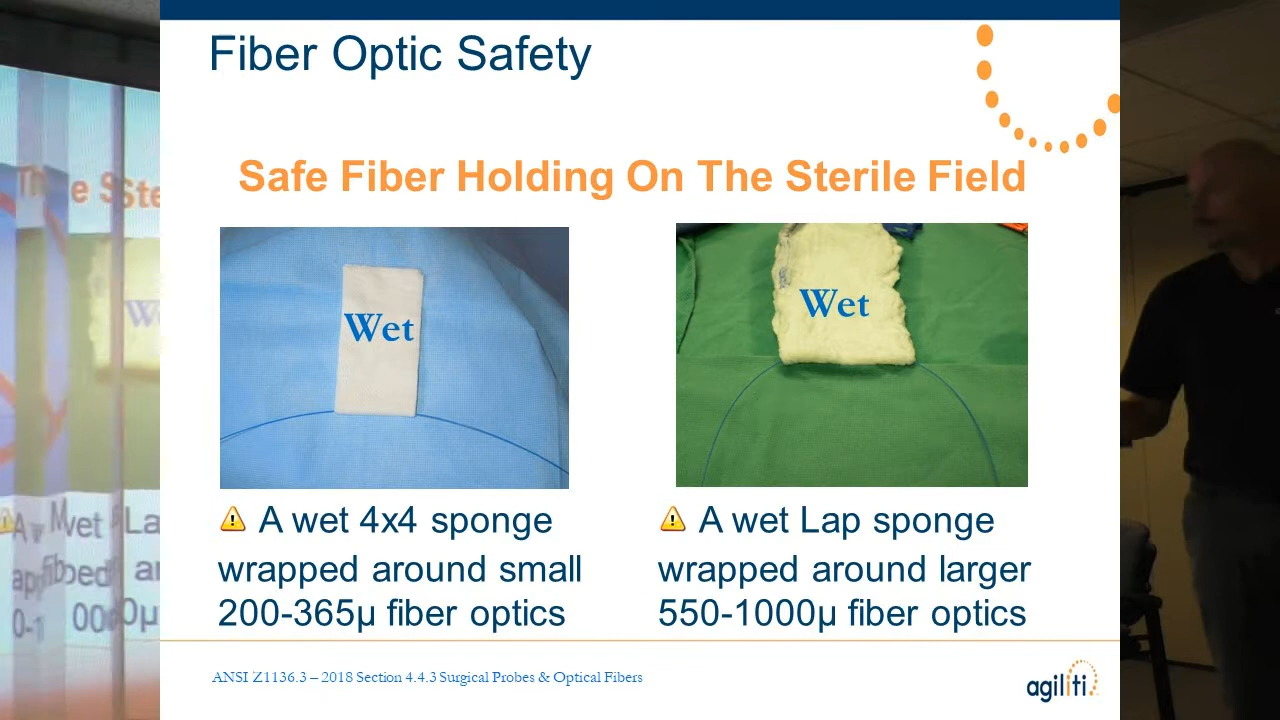 Fiber Optic Safety
Safe Fiber Holding On The Sterile Field
Wet
Wet
A wet 4x4 sponge
wrapped around small
200-365µ fiber optics
A wet Lap sponge
wrapped around larger
550-1000µ fiber optics
ANSI Z1136.3 – 2018 Section 4.4.3 Surgical Probes & Optical Fibers
agiliti